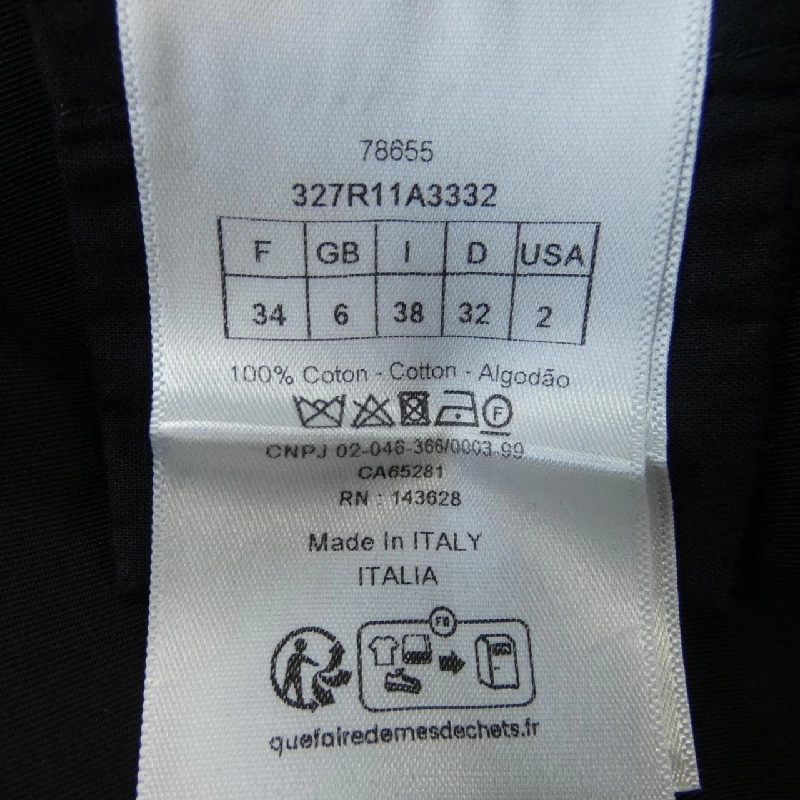 78655
327R11A3332
F GB I D USA
34 6 38 32 2
100% Coton - Cotton - Algodão
F
CNPJ 02-046-366/0003-99
CA65281
RN : 143628
Made In ITALY
ITALIA
FR
quefairedemesdechets.fr